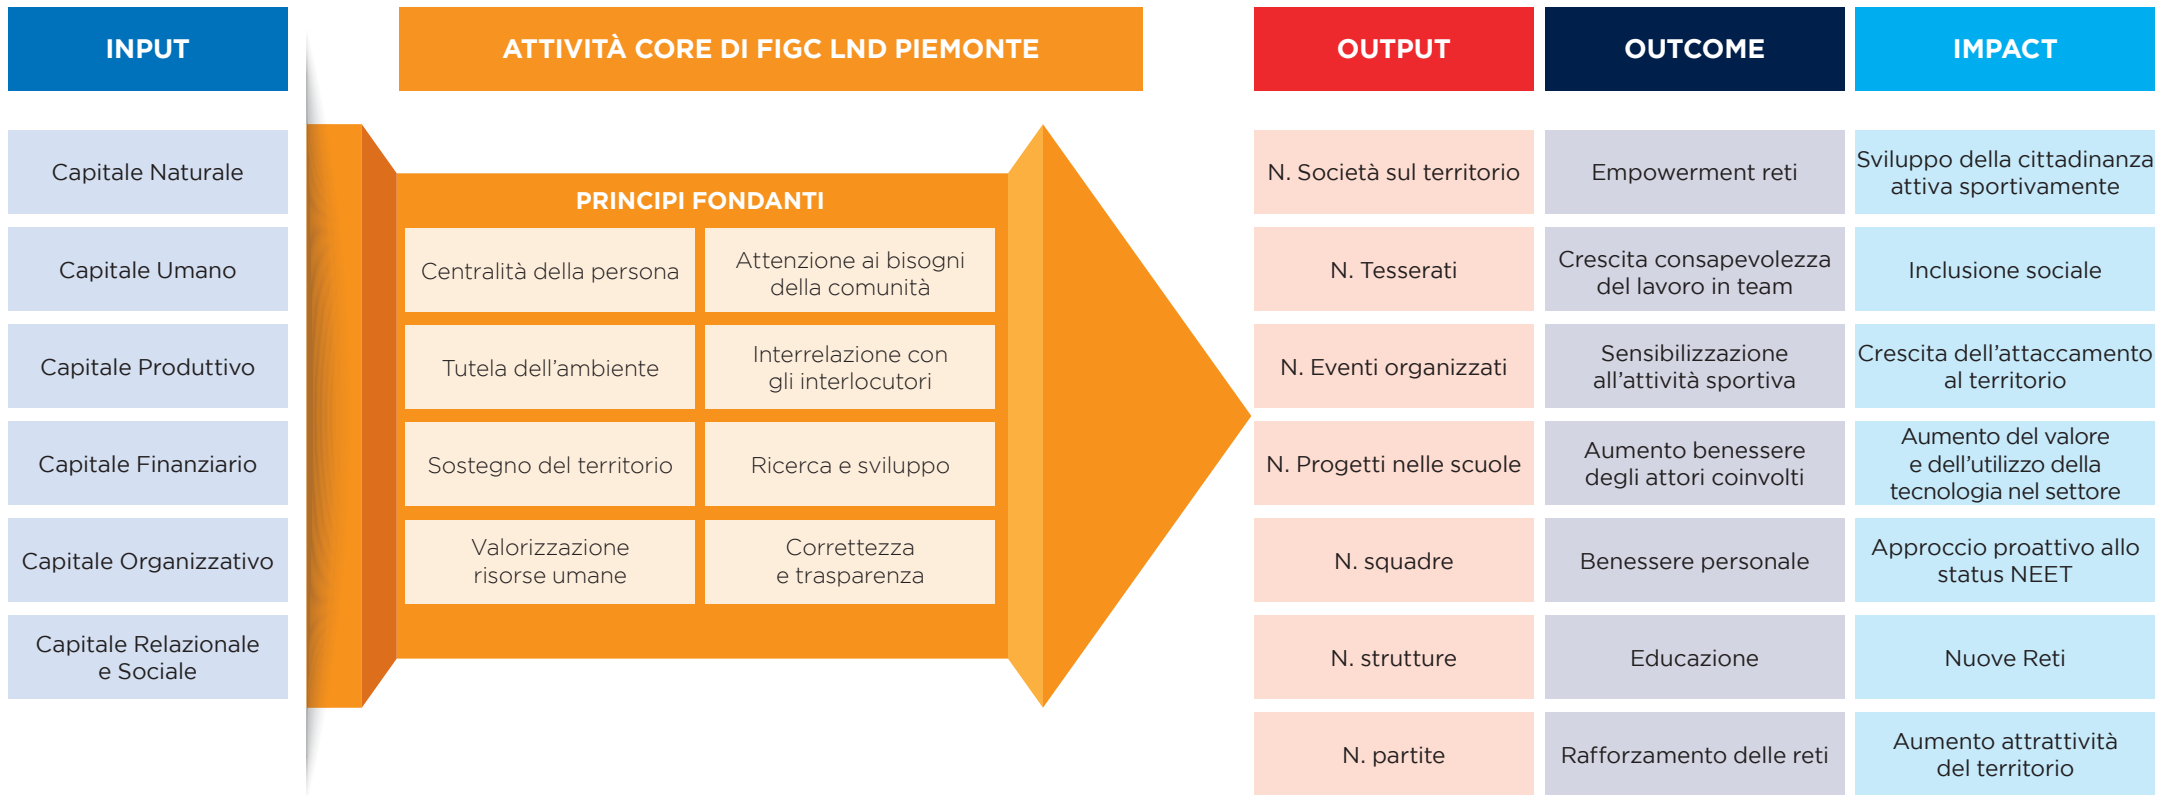 INPUT
Capitale Naturale
Capitale Umano
Capitale Produttivo
Capitale Finanziario
Capitale Organizzativo
Capitale Relazionale
e Sociale
ATTIVITÀ CORE DI FIGC LND PIEMONTE
PRINCIPI FONDANTI
Centralità della persona
Attenzione ai bisogni
della comunità
Tutela dell’ambiente
Interrelazione con
gli interlocutori
Sostegno del territorio
Ricerca e sviluppo
Valorizzazione
risorse umane
Correttezza
e trasparenza
OUTPUT
N. Società sul territorio
N. Tesserati
N. Eventi organizzati
N. Progetti nelle scuole
N. squadre
N. strutture
N. partite
OUTCOME
Empowerment reti
Crescita consapevolezza
del lavoro in team
Sensibilizzazione
all’attività sportiva
Aumento benessere
degli attori coinvolti
Benessere personale
Educazione
Rafforzamento delle reti
IMPACT
Sviluppo della cittadinanza
attiva sportivamente
Inclusione sociale
Crescita dell’attaccamento
al territorio
Aumento del valore
e dell’utilizzo della
tecnologia nel settore
Approccio proattivo allo
status NEET
Nuove Reti
Aumento attrattività
del territorio